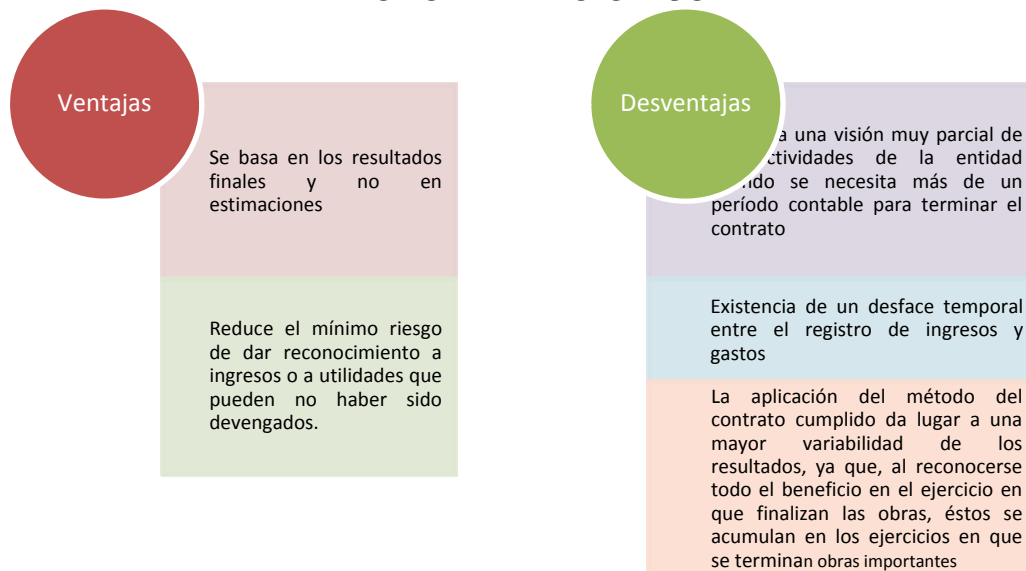 Ventajas
Se basa en los resultados
finales y no en
estimaciones
Reduce el mínimo riesgo
de dar reconocimiento a
ingresos o a utilidades que
pueden no haber sido
devengados.
Desventajas
una visión muy parcial de
de la entidad
se necesita más de un
período contable para terminar el
contrato
Existencia de un desface temporal
entre el registro de ingresos y
gastos
La aplicación del método del
contrato cumplido da lugar a una
mayor variabilidad de los
resultados, ya que, al reconocerse
todo el beneficio en el ejercicio en
que finalizan las obras, éstos se
acumulan en los ejercicios en que
se terminan obras importantes